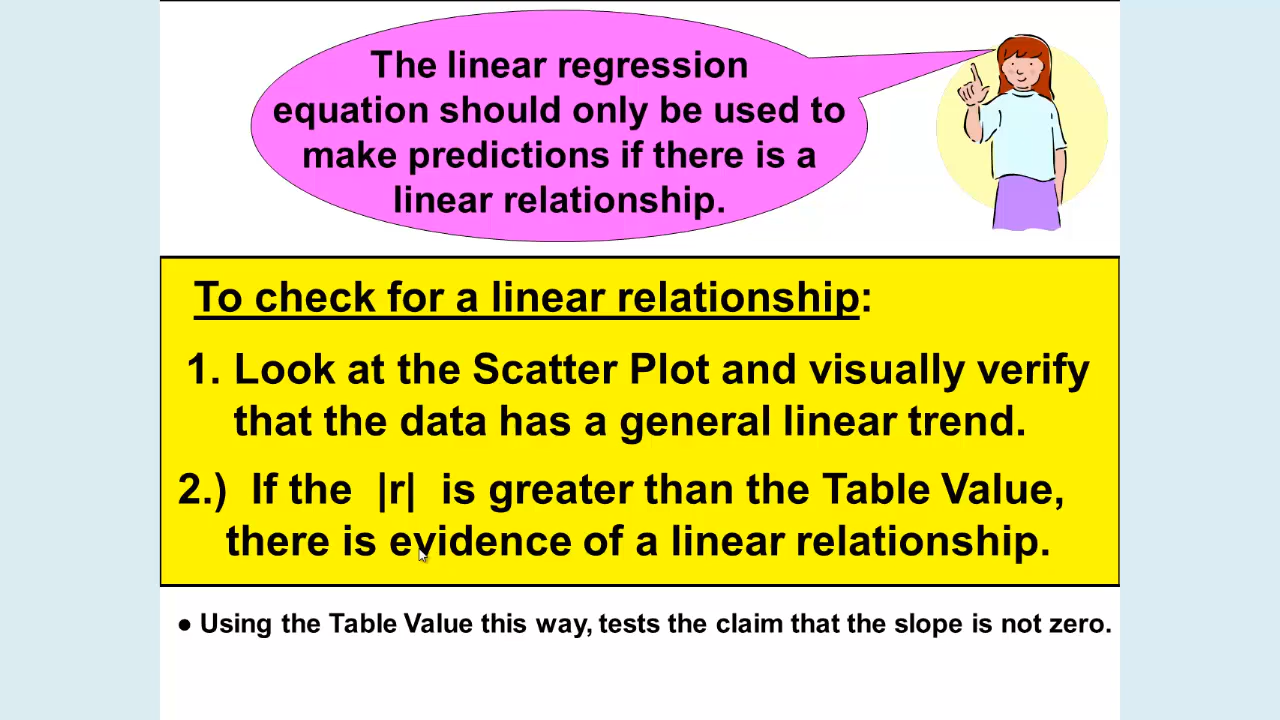 The linear regression
equation should only be used to
make predictions if there is a
linear relationship.
To check for a linear relationship:
1. Look at the Scatter Plot and visually verify
that the data has a general linear trend.
2.) If the |r| is greater than the Table Value,
there is evidence of a linear relationship.
● Using the Table Value this way, tests the claim that the slope is not zero.